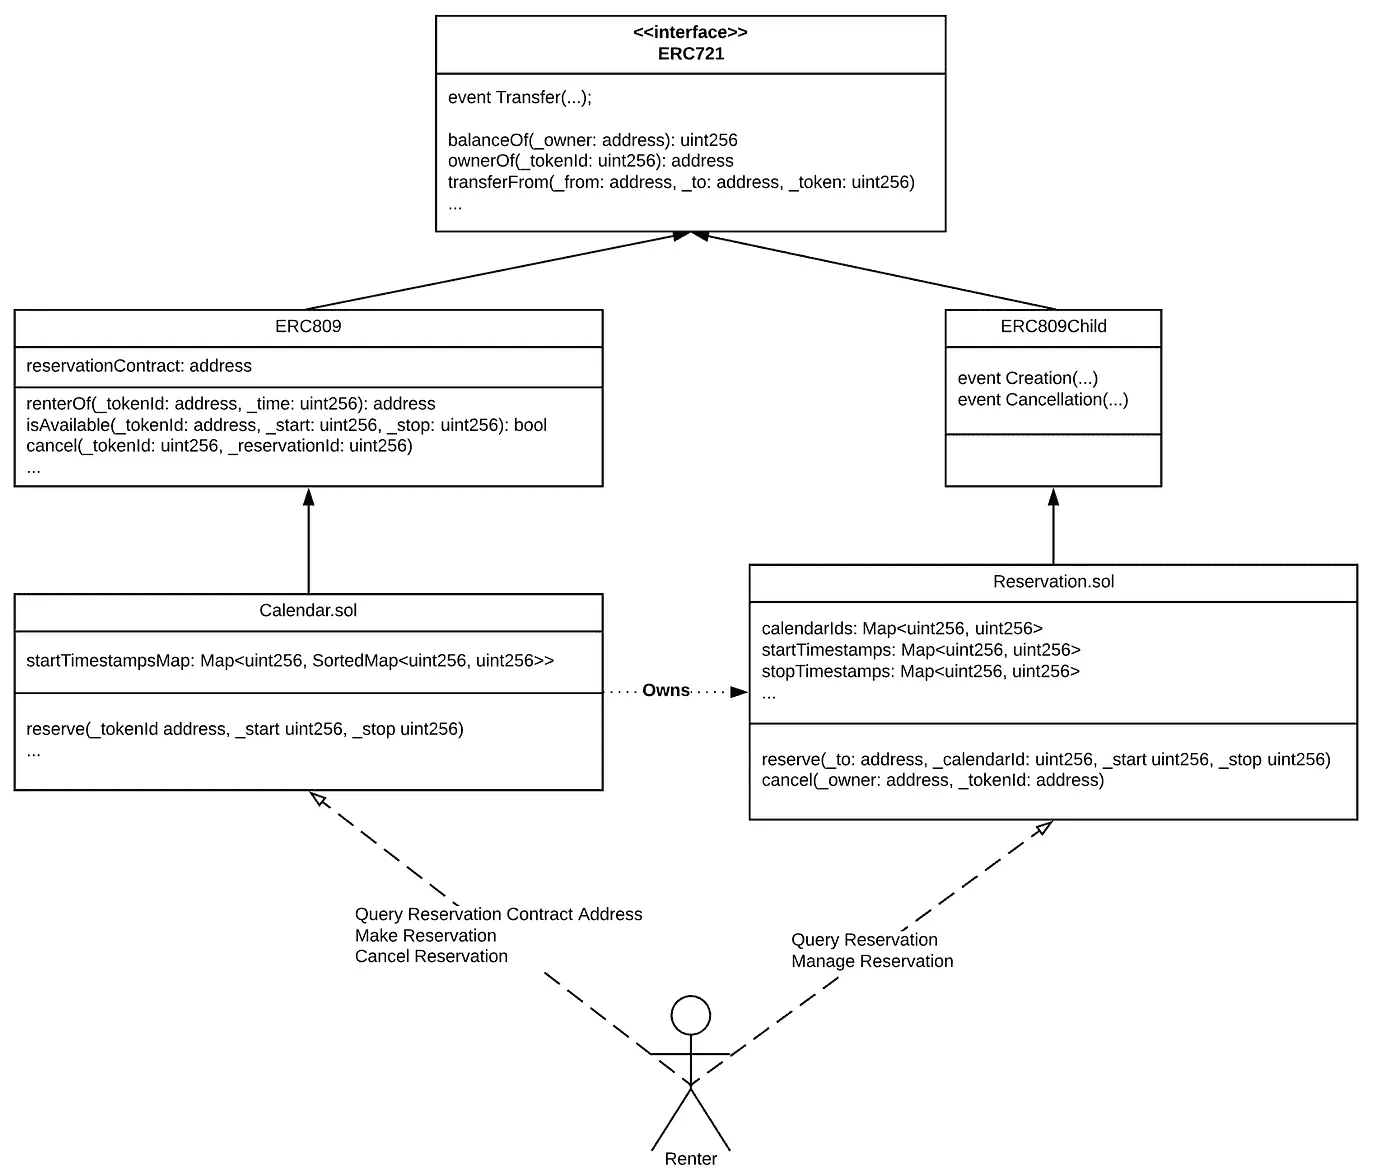 <<interface>>
ERC721
event Transfer(...);
balanceOf(_owner: address): uint256
ownerOf(_tokenId: uint256): address
transferFrom(_from: address, _to: address, _token: uint256)
...
ERC809
reservationContract: address
renterOf(_tokenId: address, _time: uint256): address
isAvailable(_tokenId: address, _start: uint256, _stop: uint256): bool
cancel(_tokenId: uint256, _reservationId: uint256)
...
ERC809Child
event Creation(...)
event Cancellation(...)
Calendar.sol
startTimestampsMap: Map<uint256, SortedMap<uint256, uint256>>
reserve(_tokenId address, _start uint256, _stop uint256)
...
Owns
Reservation.sol
calendarIds: Map<uint256, uint256>
startTimestamps: Map<uint256, uint256>
stopTimestamps: Map<uint256, uint256>
...
reserve(_to: address, _calendarId: uint256, _start uint256, _stop uint256)
cancel(_owner: address, _tokenId: address)
Query Reservation Contract Address
Make Reservation
Cancel Reservation
Query Reservation
Manage Reservation
Renter